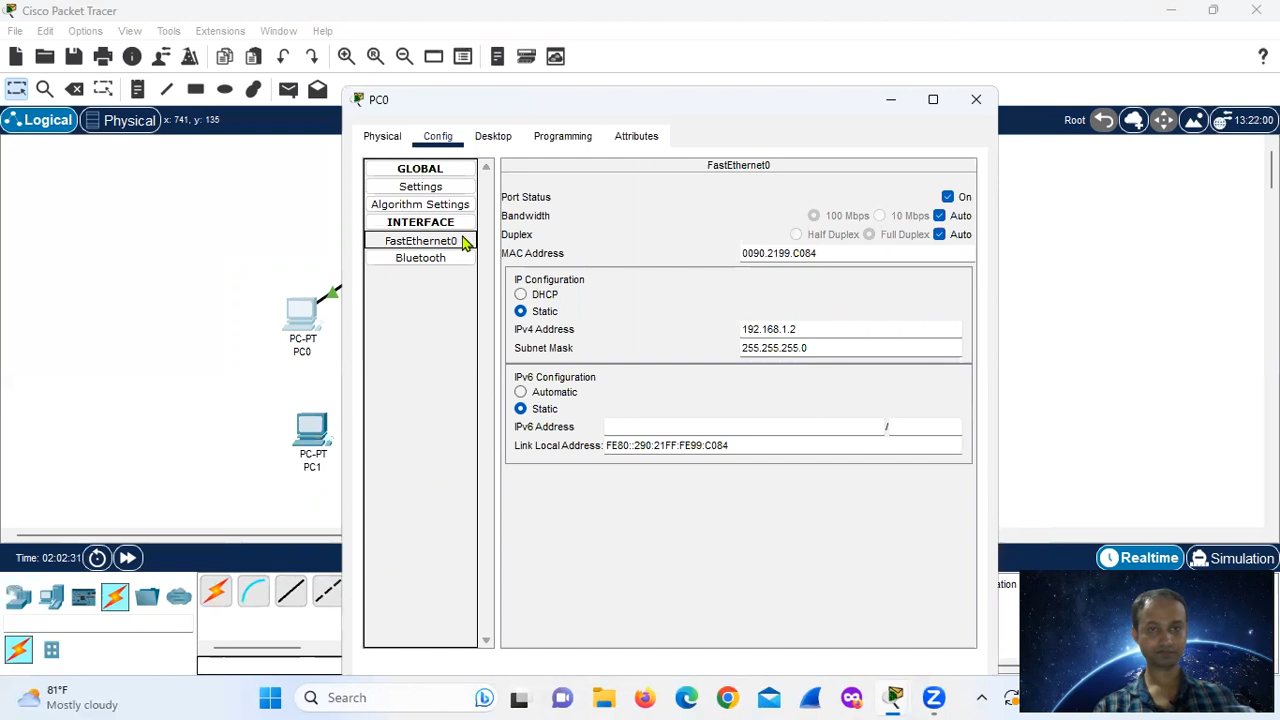 Cisco Packet Tracer
File Edit Options View Tools Extensions Window Help
?
Logical Physical x: 741, y: 135
Root 13:22:00
PC0
Physical Config Desktop Programming Attributes
GLOBAL
Settings
Algorithm Settings
INTERFACE
FastEthernet0
Bluetooth
FastEthernet0
Port Status On
Bandwidth 100 Mbps 10 Mbps Auto
Duplex Half Duplex Full Duplex Auto
MAC Address 0090.2199.C084
IP Configuration
DHCP
Static
IPv4 Address 192.168.1.2
Subnet Mask 255.255.255.0
IPv6 Configuration
Automatic
Static
IPv6 Address /
Link Local Address: FE80::290:21FF:FE99:C084
PC-PT
PC0
PC-PT
PC1
Time: 02:02:31
Realtime Simulation
81°F
Mostly cloudy
Search